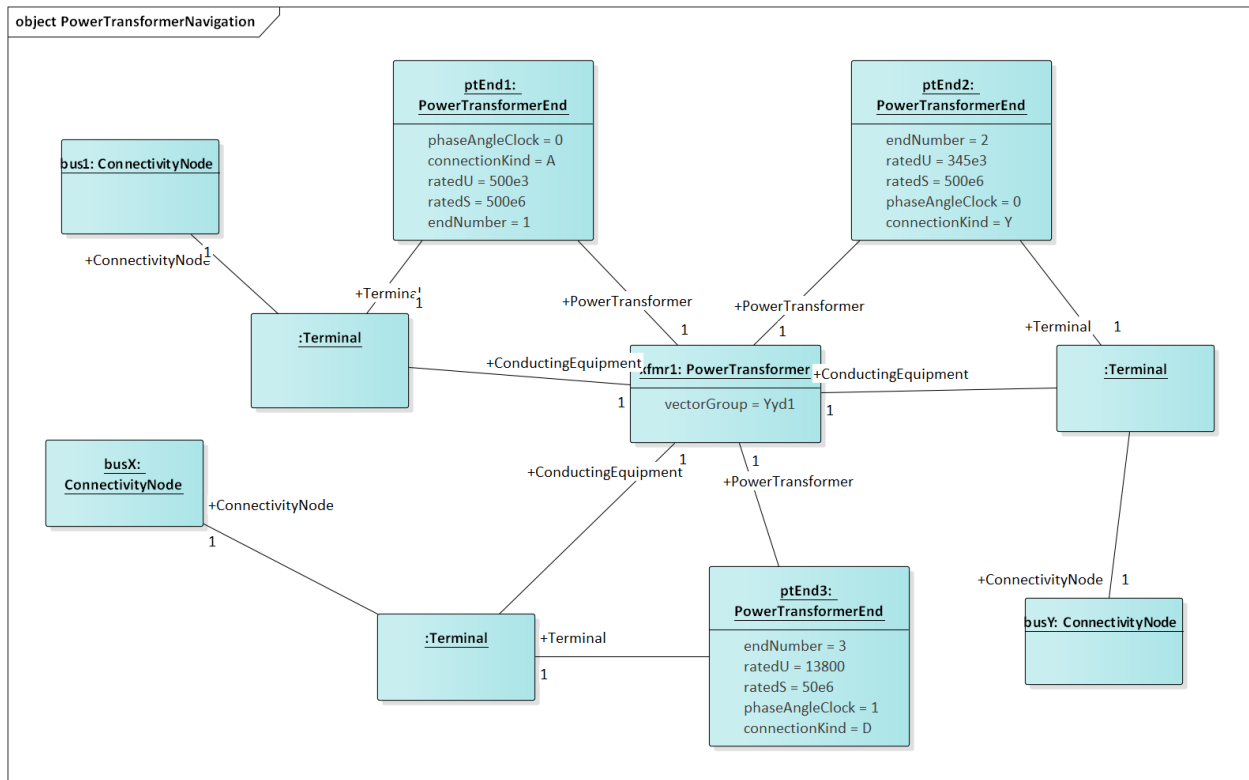 object PowerTransformerNavigation
ptEnd1:
PowerTransformerEnd
phaseAngleClock = 0
connectionKind = A
ratedU = 500e3
ratedS = 500e6
endNumber = 1
ptEnd2:
PowerTransformerEnd
endNumber = 2
ratedU = 345e3
ratedS = 500e6
phaseAngleClock = 0
connectionKind = Y
bus1: ConnectivityNode
+ConnectivityNode
1
+Terminal
1
+PowerTransformer
1
+PowerTransformer
1
+Terminal
1
:Terminal
+ConductingEquipment
1
xfmr1: PowerTransformer
vectorGroup = Yyd1
+ConductingEquipment
1
:Terminal
busX:
ConnectivityNode
+ConnectivityNode
1
+ConductingEquipment
1
1
+PowerTransformer
+ConnectivityNode
1
busY: ConnectivityNode
:Terminal
+Terminal
1
ptEnd3:
PowerTransformerEnd
endNumber = 3
ratedU = 13800
ratedS = 50e6
phaseAngleClock = 1
connectionKind = D